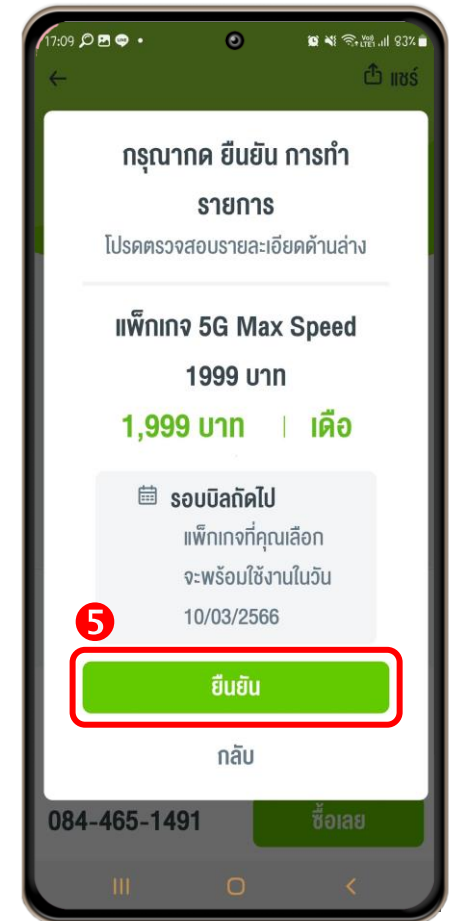 17:09
83%
แชร์
กรุณากด ยืนยัน การทำ
รายการ
โปรดตรวจสอบรายละเอียดด้านล่าง
แพ็กเกจ 5G Max Speed
1999 บาท
1,999 บาท | เดือ
รอบบิลถัดไป
แพ็กเกจที่คุณเลือก
จะพร้อมใช้งานในวัน
10/03/2566
5
ยืนยัน
กลับ
084-465-1491 ซื้อเลย